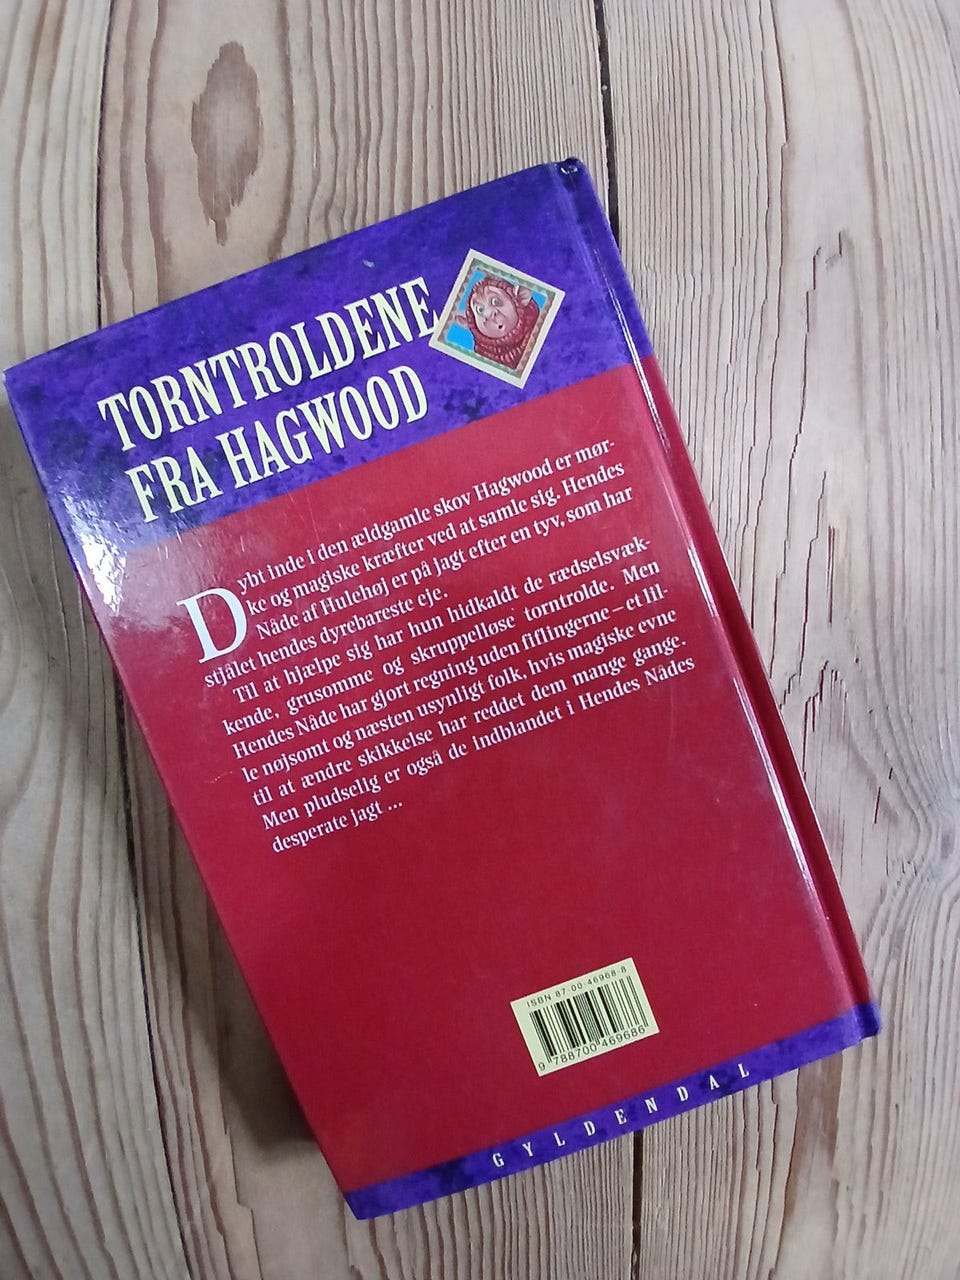 TORNTROLDENE
FRA HAGWOOD
Dybt inde i den ældgamle skov Hagwood er mør-
ke og magiske kræfter ved at samle sig. Hendes
Nåde af Hulehøj er på jagt efter en tyv, som har
stjålet hendes dyrebareste eje.
Til at hjælpe sig har hun hidkaldt de rædselsvæk-
kende, grusomme og skruppelløse torntrolde. Men
Hendes Nåde har gjort regning uden fiflingerne – et lil-
le nøjsomt og næsten usynligt folk, hvis magiske evne
til at ændre skikkelse har reddet dem mange gange.
Men pludselig er også de indblandet i Hendes Nådes
desperate jagt ...
ISBN 87-00-46968-8
9 788700 469686
GYLDENDAL